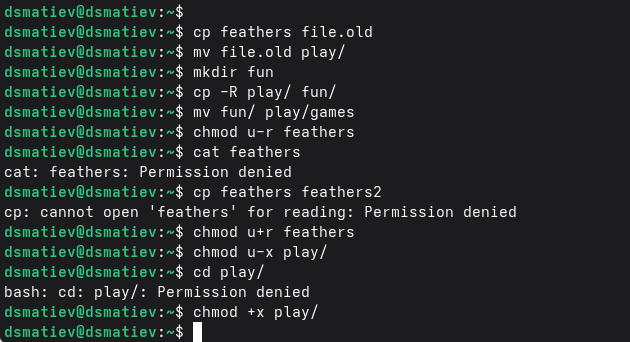 dsmatiev@dsmatiev:~$
dsmatiev@dsmatiev:~$ cp feathers file.old
dsmatiev@dsmatiev:~$ mv file.old play/
dsmatiev@dsmatiev:~$ mkdir fun
dsmatiev@dsmatiev:~$ cp -R play/ fun/
dsmatiev@dsmatiev:~$ mv fun/ play/games
dsmatiev@dsmatiev:~$ chmod u-r feathers
dsmatiev@dsmatiev:~$ cat feathers
cat: feathers: Permission denied
dsmatiev@dsmatiev:~$ cp feathers feathers2
cp: cannot open 'feathers' for reading: Permission denied
dsmatiev@dsmatiev:~$ chmod u+r feathers
dsmatiev@dsmatiev:~$ chmod u-x play/
dsmatiev@dsmatiev:~$ cd play/
bash: cd: play/: Permission denied
dsmatiev@dsmatiev:~$ chmod +x play/
dsmatiev@dsmatiev:~$